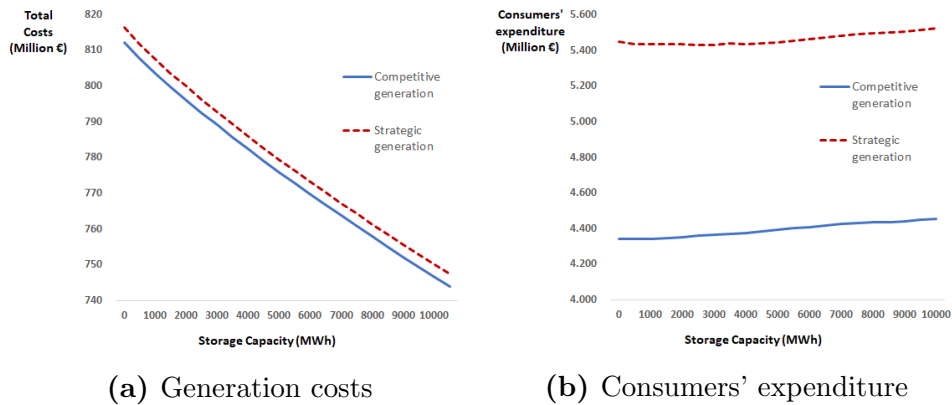 Total
Costs
(Million €)
820
810
800
790
780
770
760
750
740
0 1000 2000 3000 4000 5000 6000 7000 8000 9000 10000
Storage Capacity (MWh)
Competitive
generation
Strategic
generation
(a) Generation costs
Consumers'
expenditure
(Million €)
5.600
5.400
5.200
5.000
4.800
4.600
4.400
4.200
4.000
0 1000 2000 3000 4000 5000 6000 7000 8000 9000 10000
Storage Capacity (MWh)
Competitive
generation
Strategic
generation
(b) Consumers' expenditure